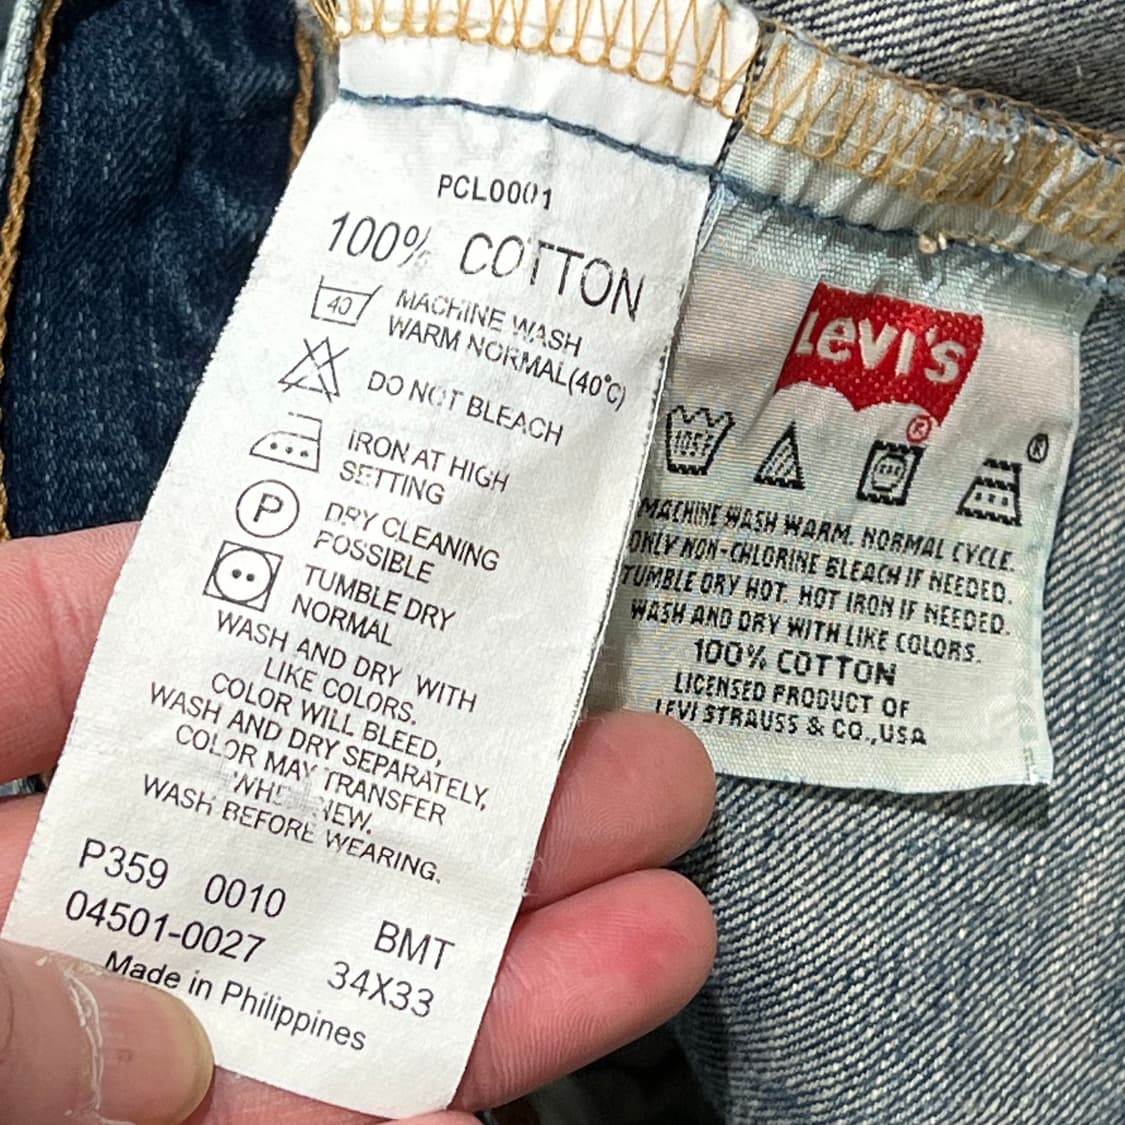 PCL0001
100% COTTON
40
MACHINE WASH
WARM NORMAL(40°C)
DO NOT BLEACH
IRON AT HIGH
SETTING
P
DRY CLEANING
POSSIBLE
TUMBLE DRY
NORMAL
WASH AND DRY WITH
LIKE COLORS.
COLOR WILL BLEED,
WASH AND DRY SEPARATELY,
COLOR MAY TRANSFER
WHEN NEW.
WASH BEFORE WEARING.
P359 0010
04501-0027 BMT
34X33
Made in Philippines
LEVI'S
®
105F
®
MACHINE WASH WARM. NORMAL CYCLE.
ONLY NON-CHLORINE BLEACH IF NEEDED.
TUMBLE DRY HOT. HOT IRON IF NEEDED.
WASH AND DRY WITH LIKE COLORS.
100% COTTON
LICENSED PRODUCT OF
LEVI STRAUSS & CO.,USA